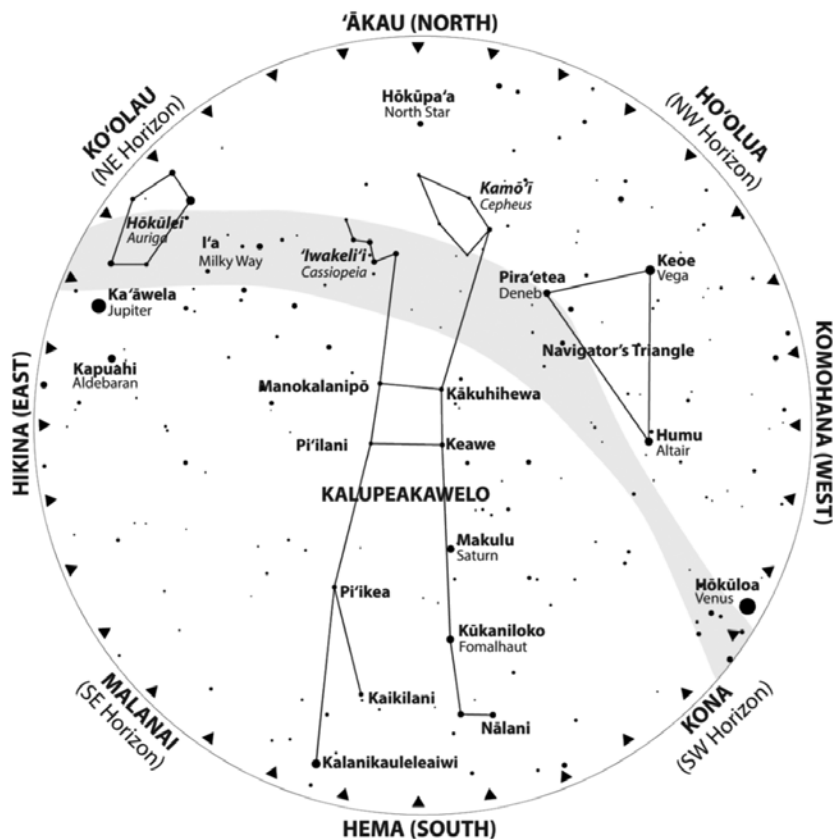 ʻĀKAU (NORTH)
Hōkūpaʻa
North Star
KOʻOLAU
(NE Horizon)
HOʻOLUA
(NW Horizon)
Kamōʻī
Cepheus
Hōkūlei
Auriga
Iʻa
Milky Way
ʻIwakeliʻi
Cassiopeia
Piraʻetea
Deneb
Keoe
Vega
Kaʻāwela
Jupiter
Navigator's Triangle
Kapuahi
Aldebaran
Manokalanipō
Kākuhihewa
HIKINA (EAST)
KOMOHANA (WEST)
Piʻilani
Keawe
Humu
Altair
KALUPEAKAWELO
Makulu
Saturn
Piʻikea
Hōkūloa
Venus
Kūkaniloko
Fomalhaut
Kaikilani
Nālani
MALANAI
(SE Horizon)
KONA
(SW Horizon)
Kalanikauleleaiwi
HEMA (SOUTH)